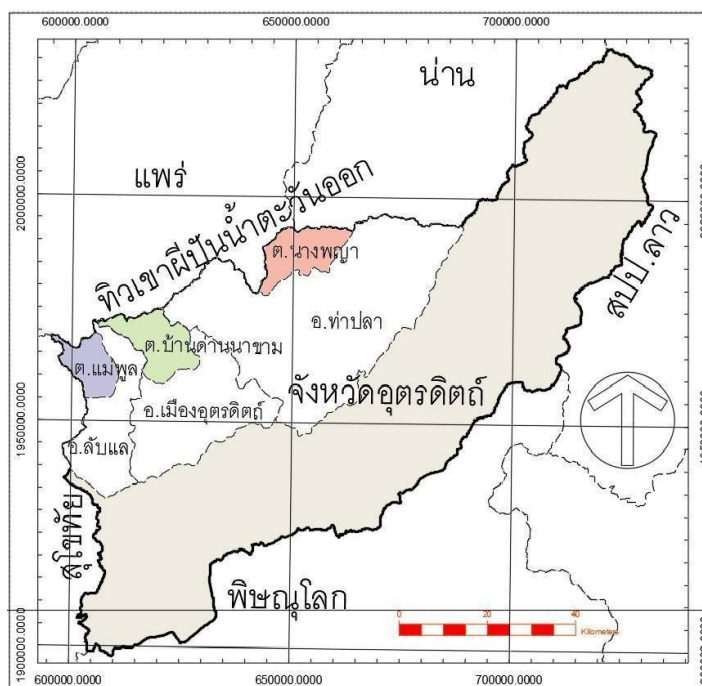 600000.0000 650000.0000 700000.0000
น่าน
แพร่
2000000.0000
ทิวเขาผีปันน้ำตะวันออก
ต.นางพญา
สปป.ลาว
อ.ท่าปลา
ต.บ้านด่านนาขาม
ต.แม่พูล
จังหวัดอุตรดิตถ์
อ.เมืองอุตรดิตถ์
1950000.0000
อ.ลับแล
สุโขทัย
พิษณุโลก
0 20 40
Kilometers
1900000.0000
600000.0000 650000.0000 700000.0000